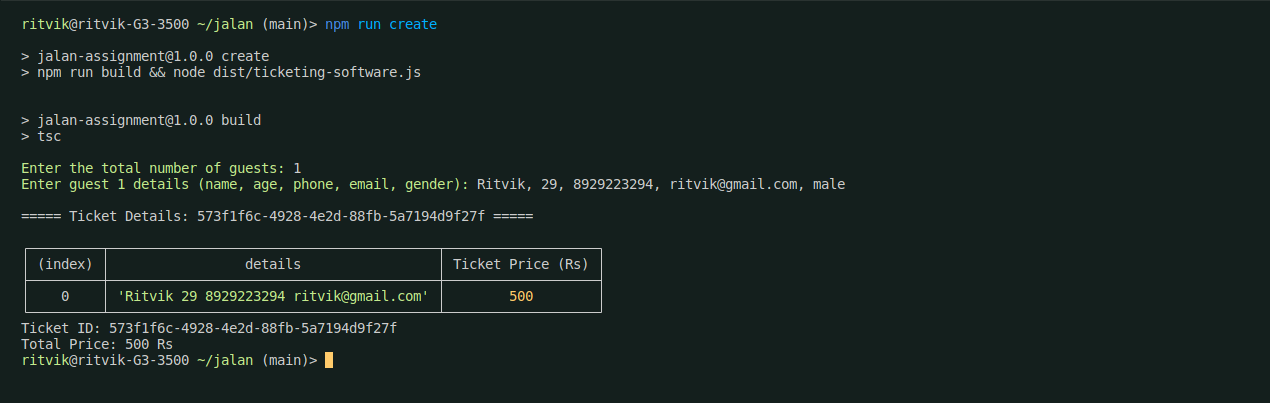 ritvik@ritvik-G3-3500 ~/jalan (main)> npm run create
> jalan-assignment@1.0.0 create
> npm run build && node dist/ticketing-software.js
> jalan-assignment@1.0.0 build
> tsc
Enter the total number of guests: 1
Enter guest 1 details (name, age, phone, email, gender): Ritvik, 29, 8929223294, ritvik@gmail.com, male
===== Ticket Details: 573f1f6c-4928-4e2d-88fb-5a7194d9f27f =====
(index) details Ticket Price (Rs)
0 'Ritvik 29 8929223294 ritvik@gmail.com' 500
Ticket ID: 573f1f6c-4928-4e2d-88fb-5a7194d9f27f
Total Price: 500 Rs
ritvik@ritvik-G3-3500 ~/jalan (main)>